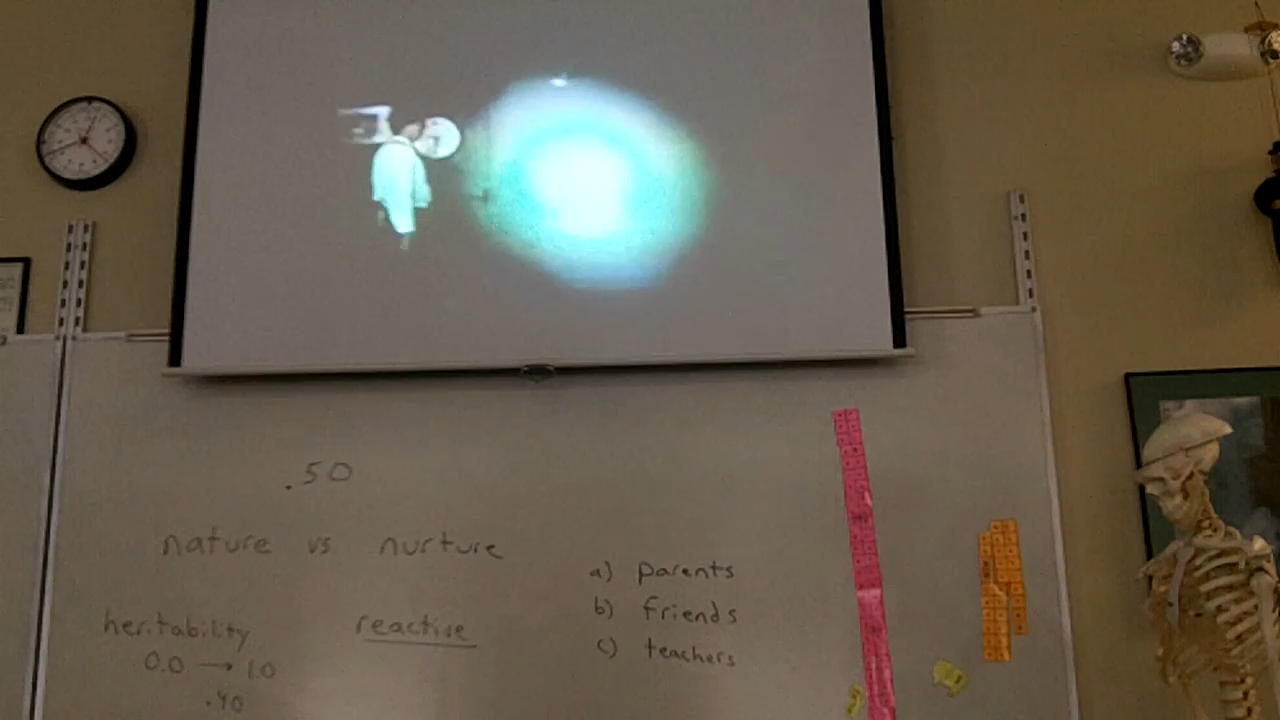 .50
nature vs nurture
heritability
0.0 → 1.0
.40
reactive
a) parents
b) friends
c) teachers